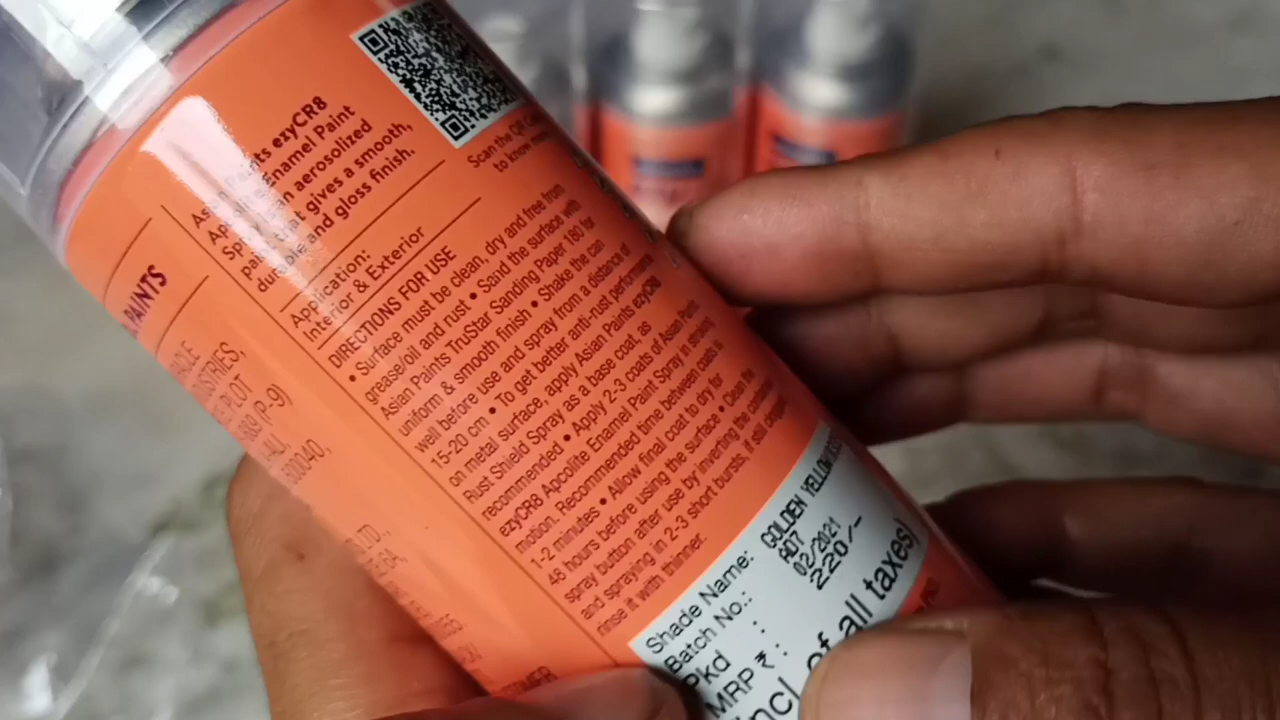 ezyCR8
Enamel Paint
an aerosolized
gives a smooth,
and gloss finish.
Scan the QR
to know
Application:
Interior & Exterior
DIRECTIONS FOR USE
• Surface must be clean, dry and free from
grease/oil and rust • Sand the surface with
Asian Paints TruStar Sanding Paper 180 for
uniform & smooth finish • Shake the can
well before use and spray from a distance of
15-20 cm • To get better anti-rust performance
on metal surface, apply Asian Paints ezyCR8
Rust Shield Spray as a base coat, as
recommended • Apply 2-3 coats of Asian Paints
ezyCR8 Apcolite Enamel Paint Spray in stroking
motion. Recommended time between coats is
1-2 minutes • Allow final coat to dry for
48 hours before using the surface • Clean the
spray button after use by inverting the container
and spraying in 2-3 short bursts. If still clogged
rinse it with thinner.
Shade Name: GOLDEN YELLOW
Batch No.: A07
Pkd : 02/2021
MRP ₹ : 220/-
incl of all taxes)
PAINTS
(P-9)